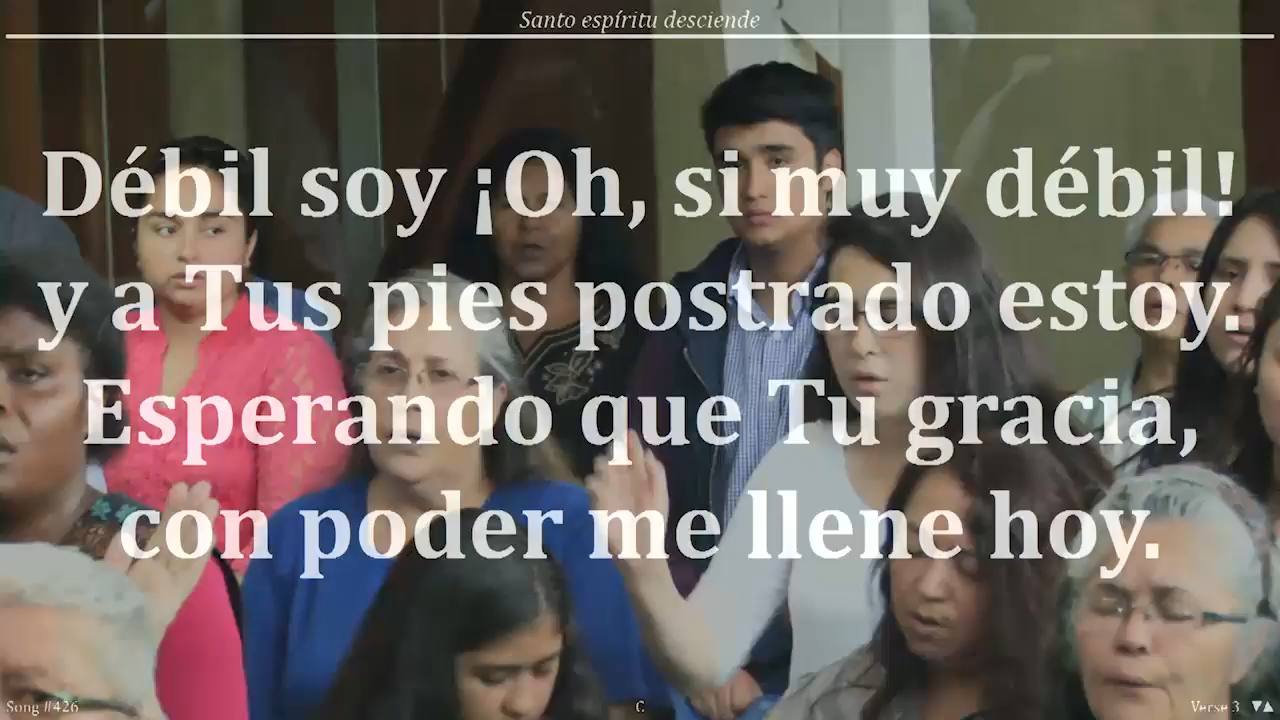 Santo espíritu desciende
Débil soy ¡Oh, si muy débil!
y a Tus pies postrado estoy.
Esperando que Tu gracia,
con poder me llene hoy.
Song #426
C
Verse 3 ▼▲